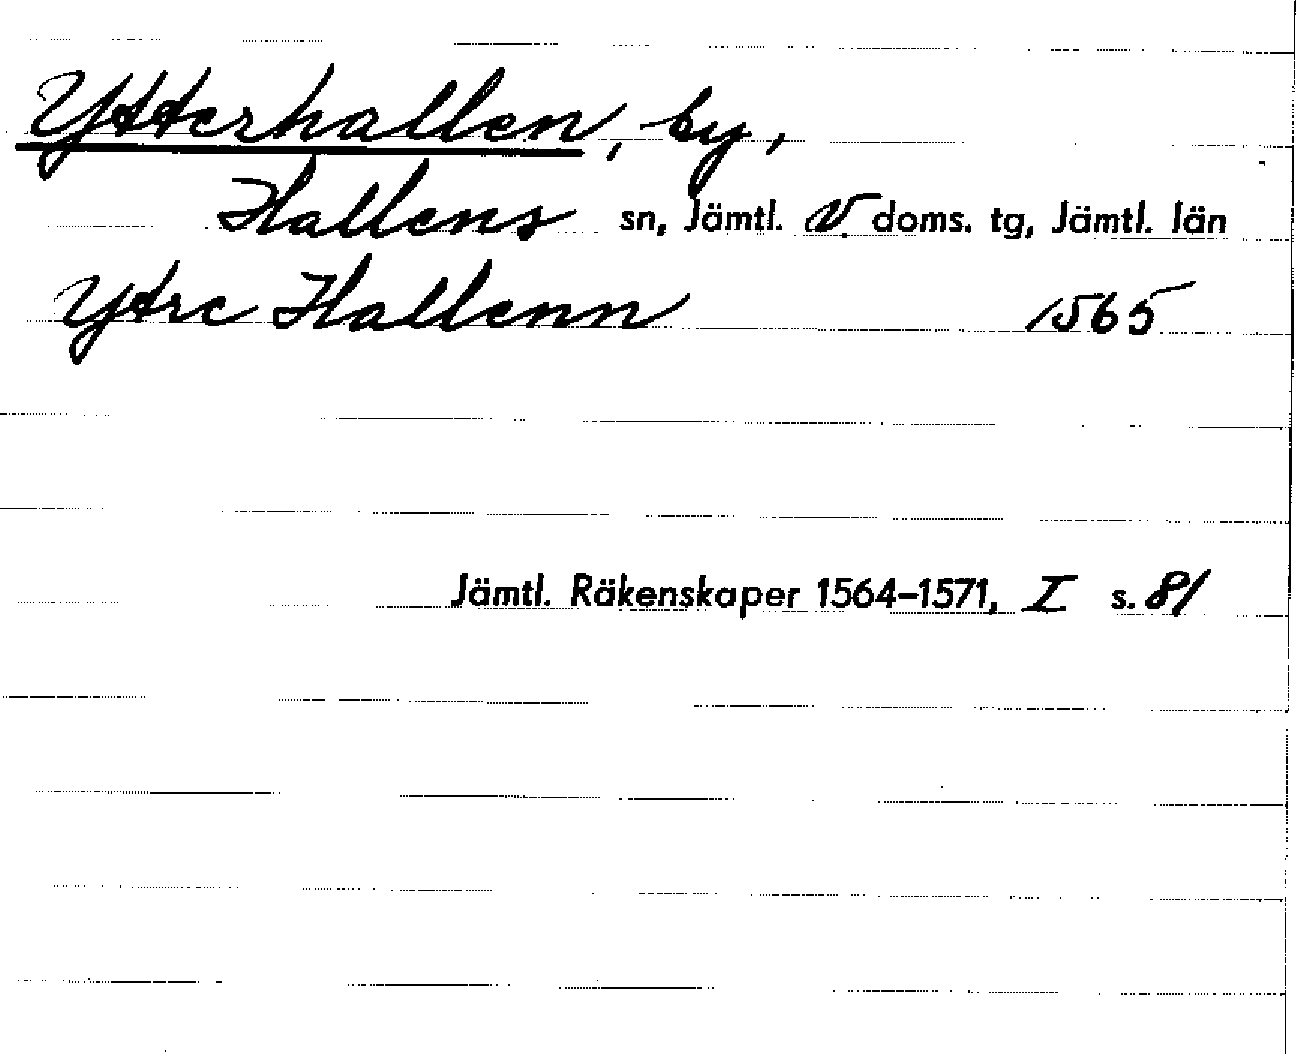 Ytterhallen, by,
Hallens sn, Jämtl. V. doms. tg, Jämtl. län
Ytre Hallenn 1565
Jämtl. Räkenskaper 1564-1571, I s. 81